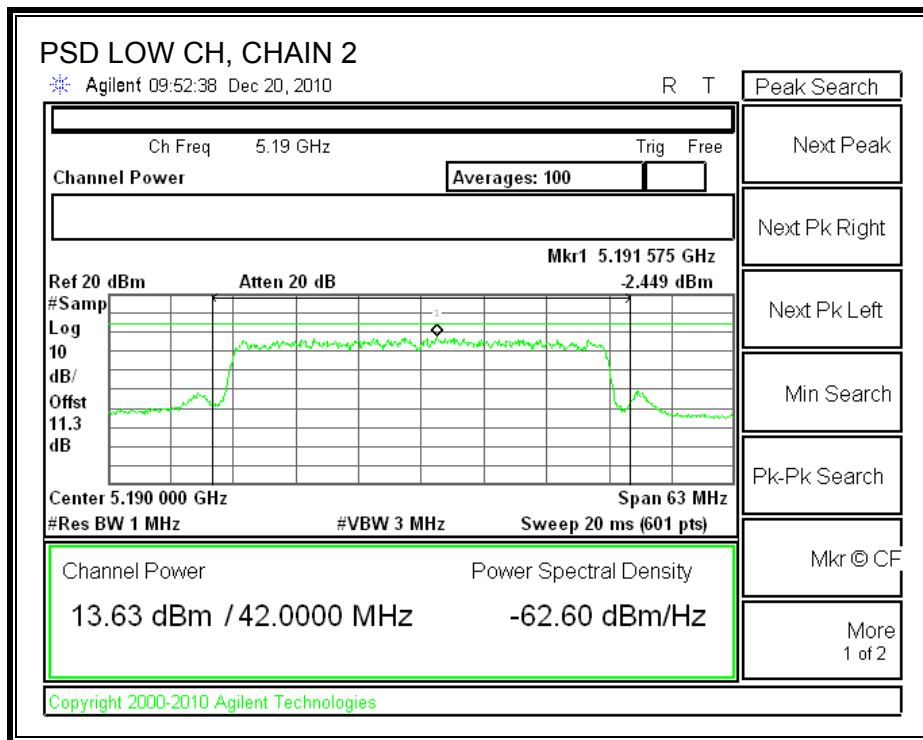 PSD LOW CH, CHAIN 2
Agilent 09:52:38 Dec 20, 2010 R T
Peak Search
Ch Freq 5.19 GHz Trig Free
Channel Power Averages: 100
Mkr1 5.191 575 GHz
Ref 20 dBm Atten 20 dB -2.449 dBm
#Samp
Log
10
dB/
Offst
11.3
dB
1
Center 5.190 000 GHz Span 63 MHz
#Res BW 1 MHz #VBW 3 MHz Sweep 20 ms (601 pts)
Channel Power Power Spectral Density
13.63 dBm / 42.0000 MHz -62.60 dBm/Hz
Next Peak
Next Pk Right
Next Pk Left
Min Search
Pk-Pk Search
Mkr © CF
More
1 of 2
Copyright 2000-2010 Agilent Technologies